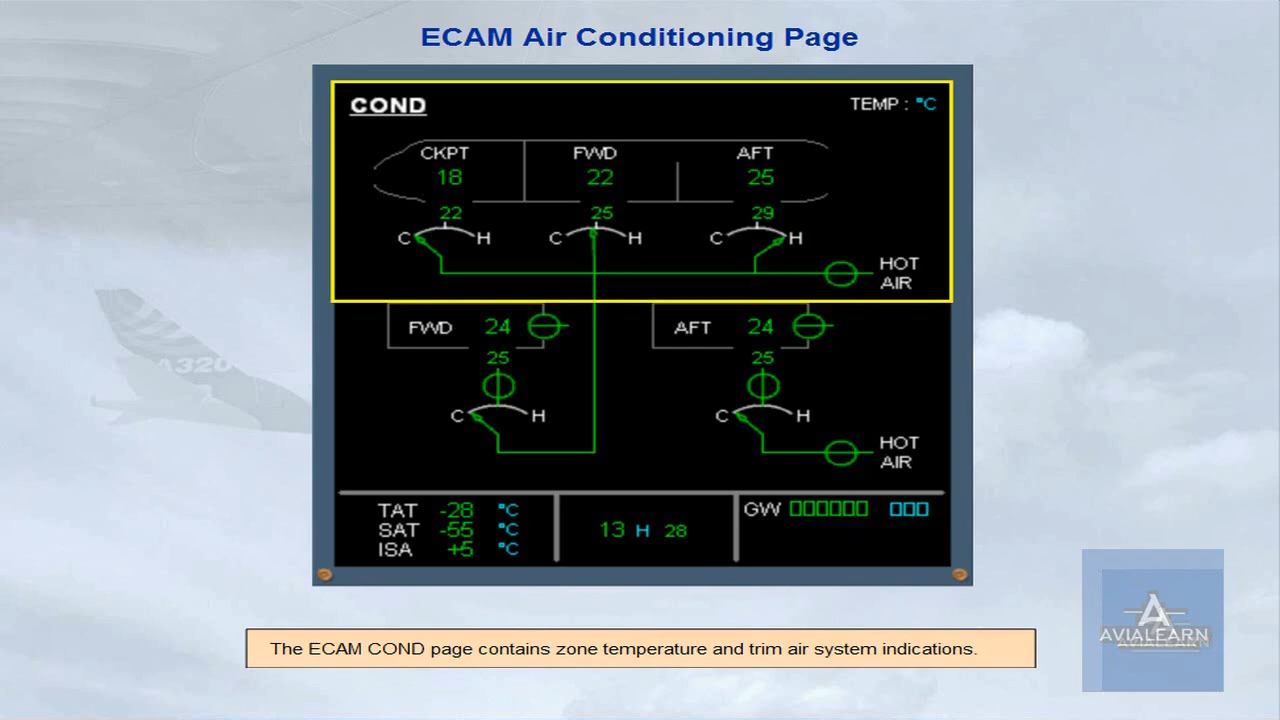 ECAM Air Conditioning Page
COND TEMP : °C
CKPT FWD AFT
18 22 25
22 25 29
C H C H C H
HOT
AIR
FWD 24 AFT 24
25 25
C H C H
HOT
AIR
TAT -28 °C
SAT -55 °C
ISA +5 °C
13 H 28
GW
A320
The ECAM COND page contains zone temperature and trim air system indications.
AVIALEARN
AVIALEARN